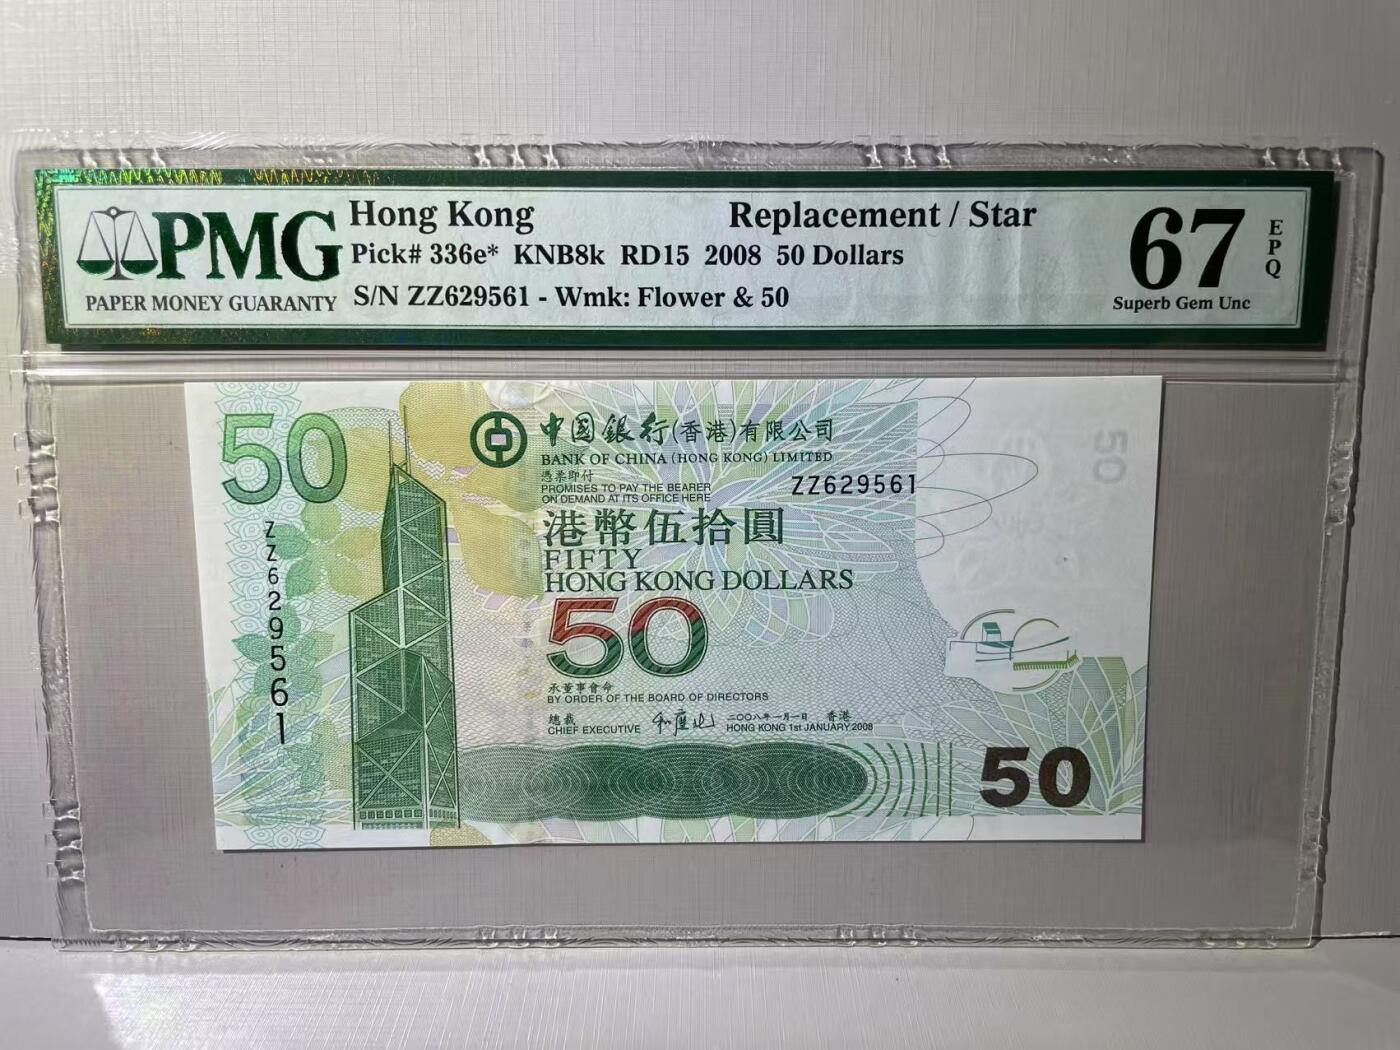 PMG
PAPER MONEY GUARANTY
Hong Kong
Replacement / Star
Pick# 336e* KNB8k RD15 2008 50 Dollars
S/N ZZ629561 - Wmk: Flower & 50
67
EPQ
Superb Gem Unc
50
中國銀行(香港)有限公司
BANK OF CHINA (HONG KONG) LIMITED
憑票即付
PROMISES TO PAY THE BEARER
ON DEMAND AT ITS OFFICE HERE
ZZ629561
港幣伍拾圓
FIFTY
HONG KONG DOLLARS
50
承董事會命
BY ORDER OF THE BOARD OF DIRECTORS
總裁
CHIEF EXECUTIVE
二○○八年一月一日 香港
HONG KONG 1st JANUARY 2008
ZZ629561
50
50